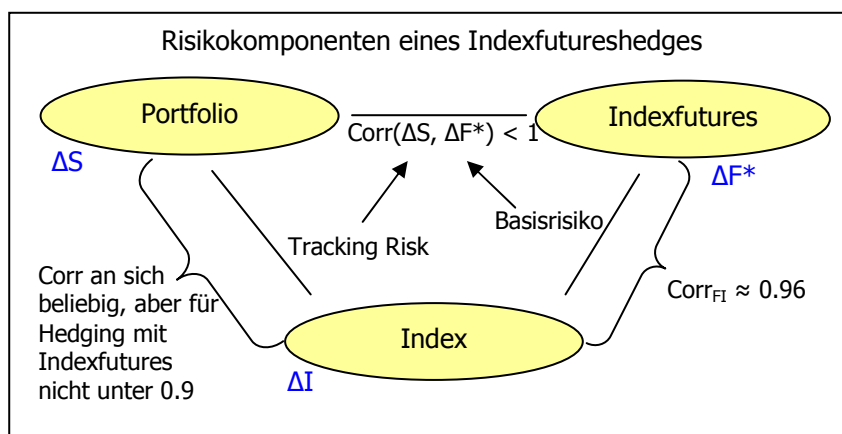 Risikokomponenten eines Indexfutureshedges
Portfolio
Indexfutures
Corr(ΔS, ΔF*) < 1
ΔS
ΔF*
Basisrisiko
Tracking Risk
Corr an sich
beliebig, aber für
Hedging mit
Indexfutures
nicht unter 0.9
Corr_FI ≈ 0.96
Index
ΔI